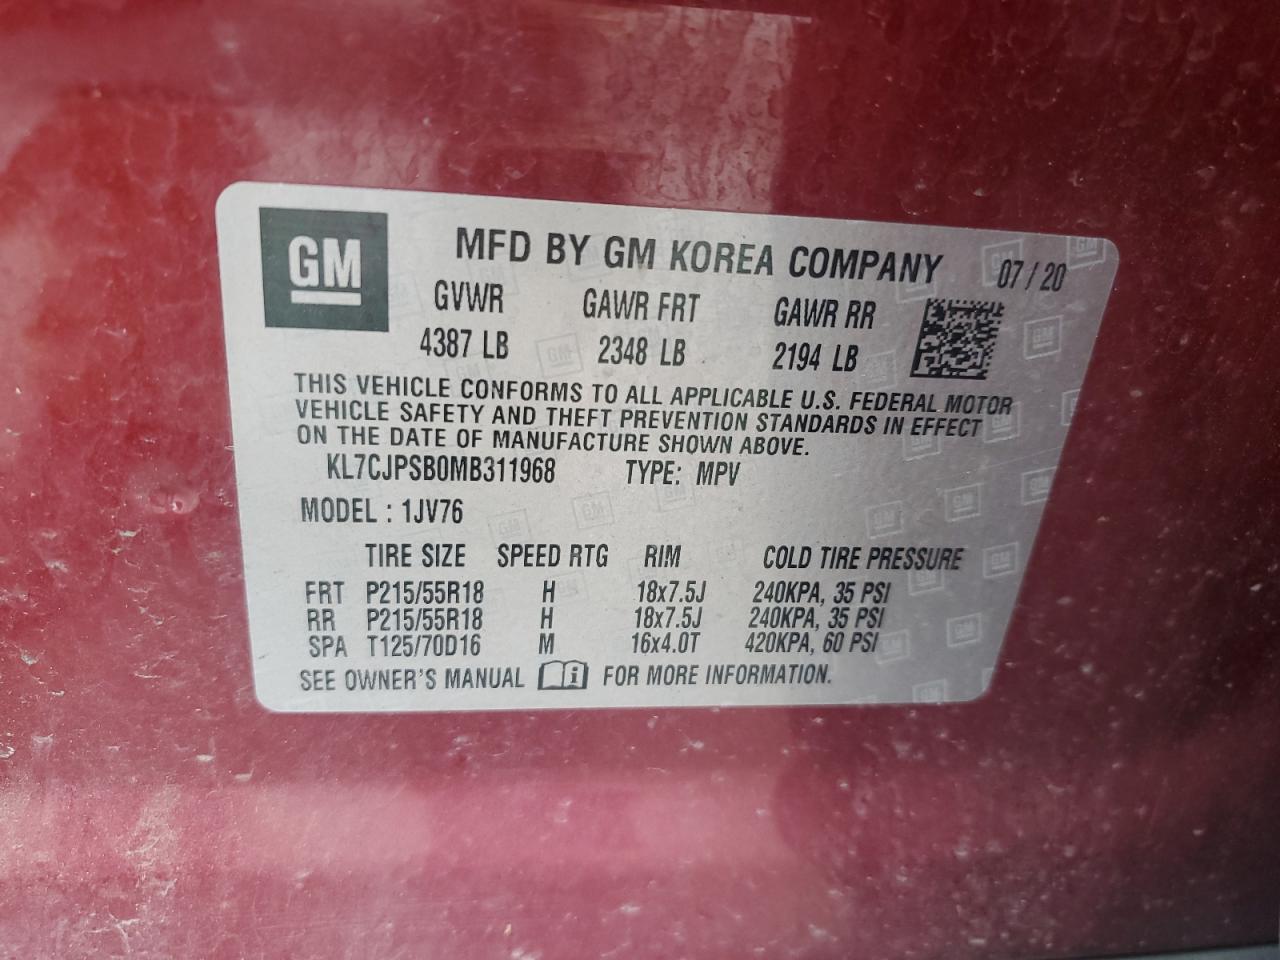 GM
MFD BY GM KOREA COMPANY 07/20
GVWR GAWR FRT GAWR RR
4387 LB 2348 LB 2194 LB
THIS VEHICLE CONFORMS TO ALL APPLICABLE U.S. FEDERAL MOTOR
VEHICLE SAFETY AND THEFT PREVENTION STANDARDS IN EFFECT
ON THE DATE OF MANUFACTURE SHOWN ABOVE.
KL7CJPSB0MB311968 TYPE: MPV
MODEL : 1JV76
TIRE SIZE SPEED RTG RIM COLD TIRE PRESSURE
FRT P215/55R18 H 18x7.5J 240KPA, 35 PSI
RR P215/55R18 H 18x7.5J 240KPA, 35 PSI
SPA T125/70D16 M 16x4.0T 420KPA, 60 PSI
SEE OWNER'S MANUAL i FOR MORE INFORMATION.